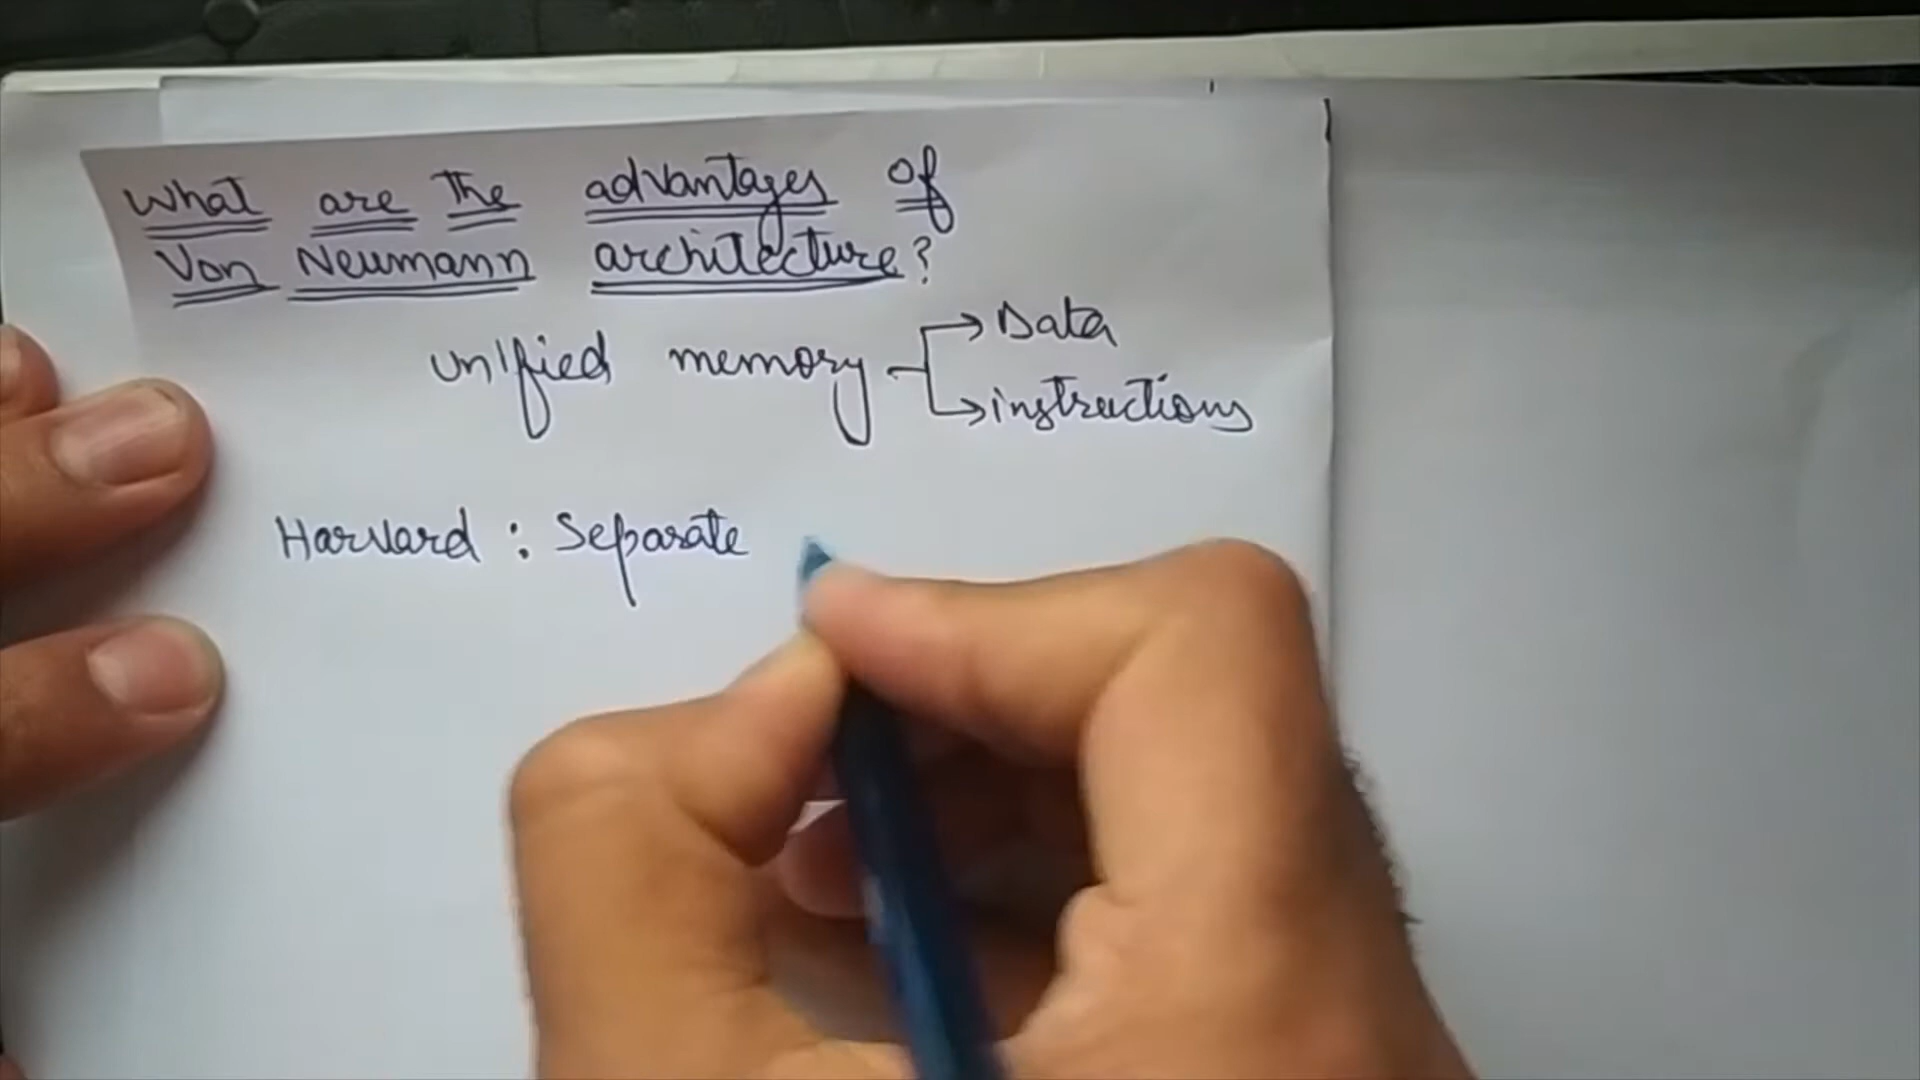 What are The advantages of
Von Neumann architecture?
unified memory
Data
instructions
Harvard : Separate